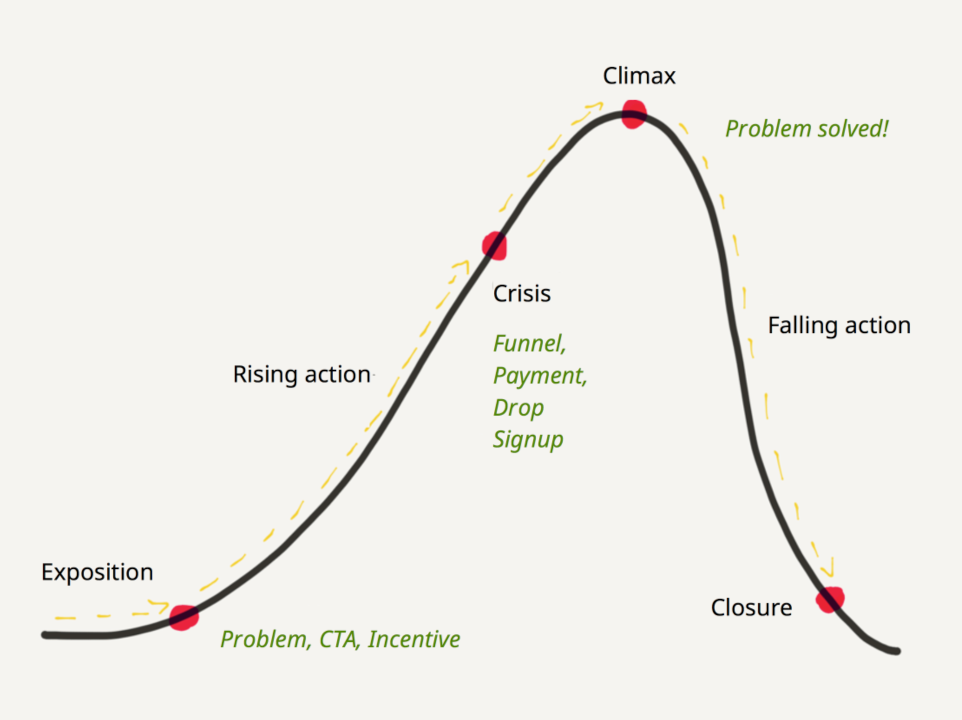 Climax
Problem solved!
Crisis
Falling action
Funnel,
Payment,
Rising action
Drop
Signup
Exposition
Closure
Problem, CTA, Incentive